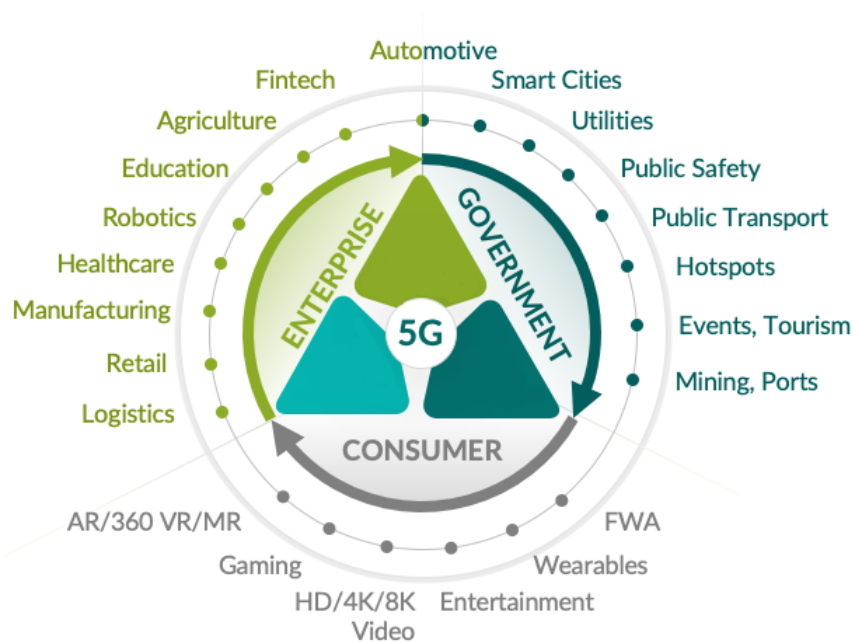 Automotive
Fintech
Smart Cities
Agriculture
Utilities
Education
Public Safety
Robotics
Public Transport
Healthcare
Hotspots
Manufacturing
Events, Tourism
Retail
Mining, Ports
Logistics
ENTERPRISE
GOVERNMENT
5G
CONSUMER
AR/360 VR/MR
FWA
Gaming
Wearables
HD/4K/8K
Video
Entertainment